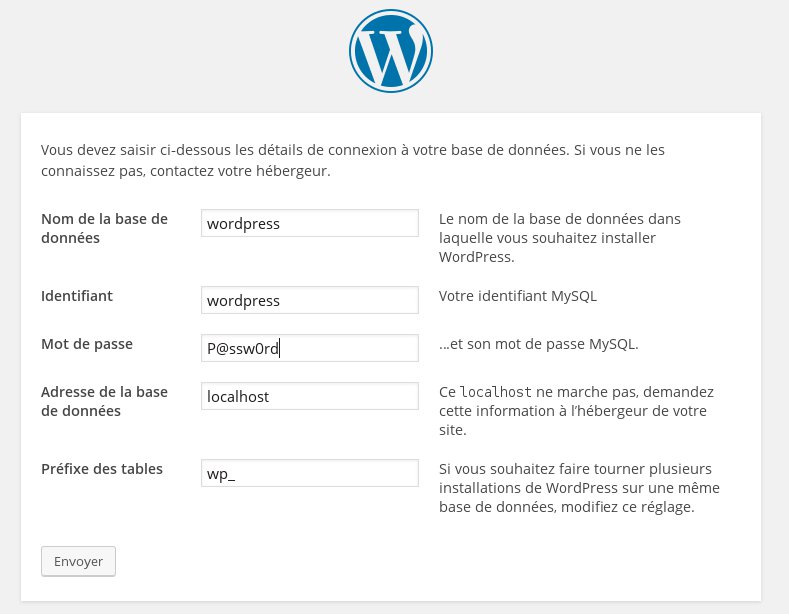 W
Vous devez saisir ci-dessous les détails de connexion à votre base de données. Si vous ne les
connaissez pas, contactez votre hébergeur.
Nom de la base de
données
wordpress
Le nom de la base de données dans
laquelle vous souhaitez installer
WordPress.
Identifiant
wordpress
Votre identifiant MySQL
Mot de passe
P@ssw0rd
…et son mot de passe MySQL.
Adresse de la base
de données
localhost
Ce localhost ne marche pas, demandez
cette information à l’hébergeur de votre
site.
Préfixe des tables
wp_
Si vous souhaitez faire tourner plusieurs
installations de WordPress sur une même
base de données, modifiez ce réglage.
Envoyer